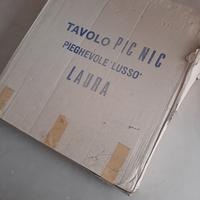 TAVOLO PIC NIC
PIEGHEVOLE "LUSSO"
LAURA